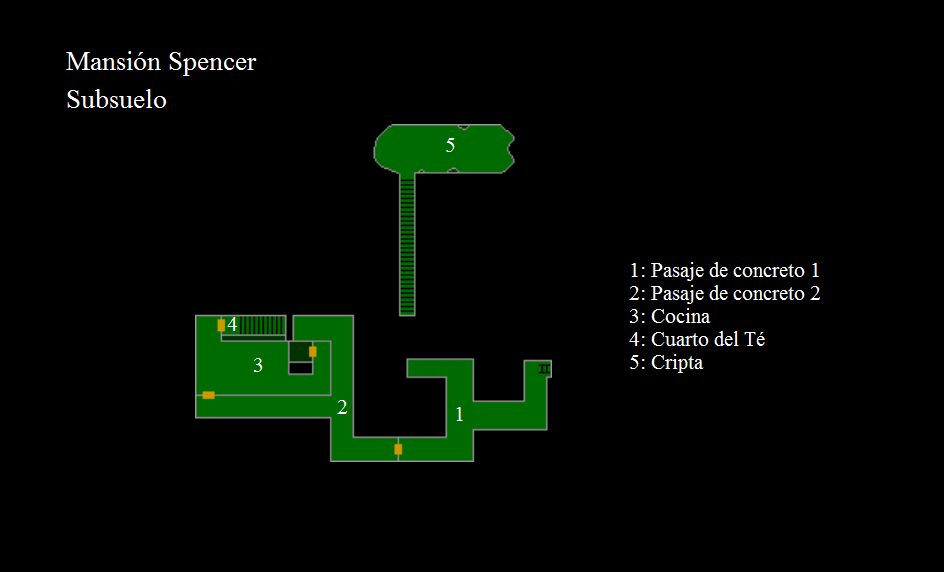 Mansión Spencer
Subsuelo
5
4
3
2
1
1: Pasaje de concreto 1
2: Pasaje de concreto 2
3: Cocina
4: Cuarto del Té
5: Cripta